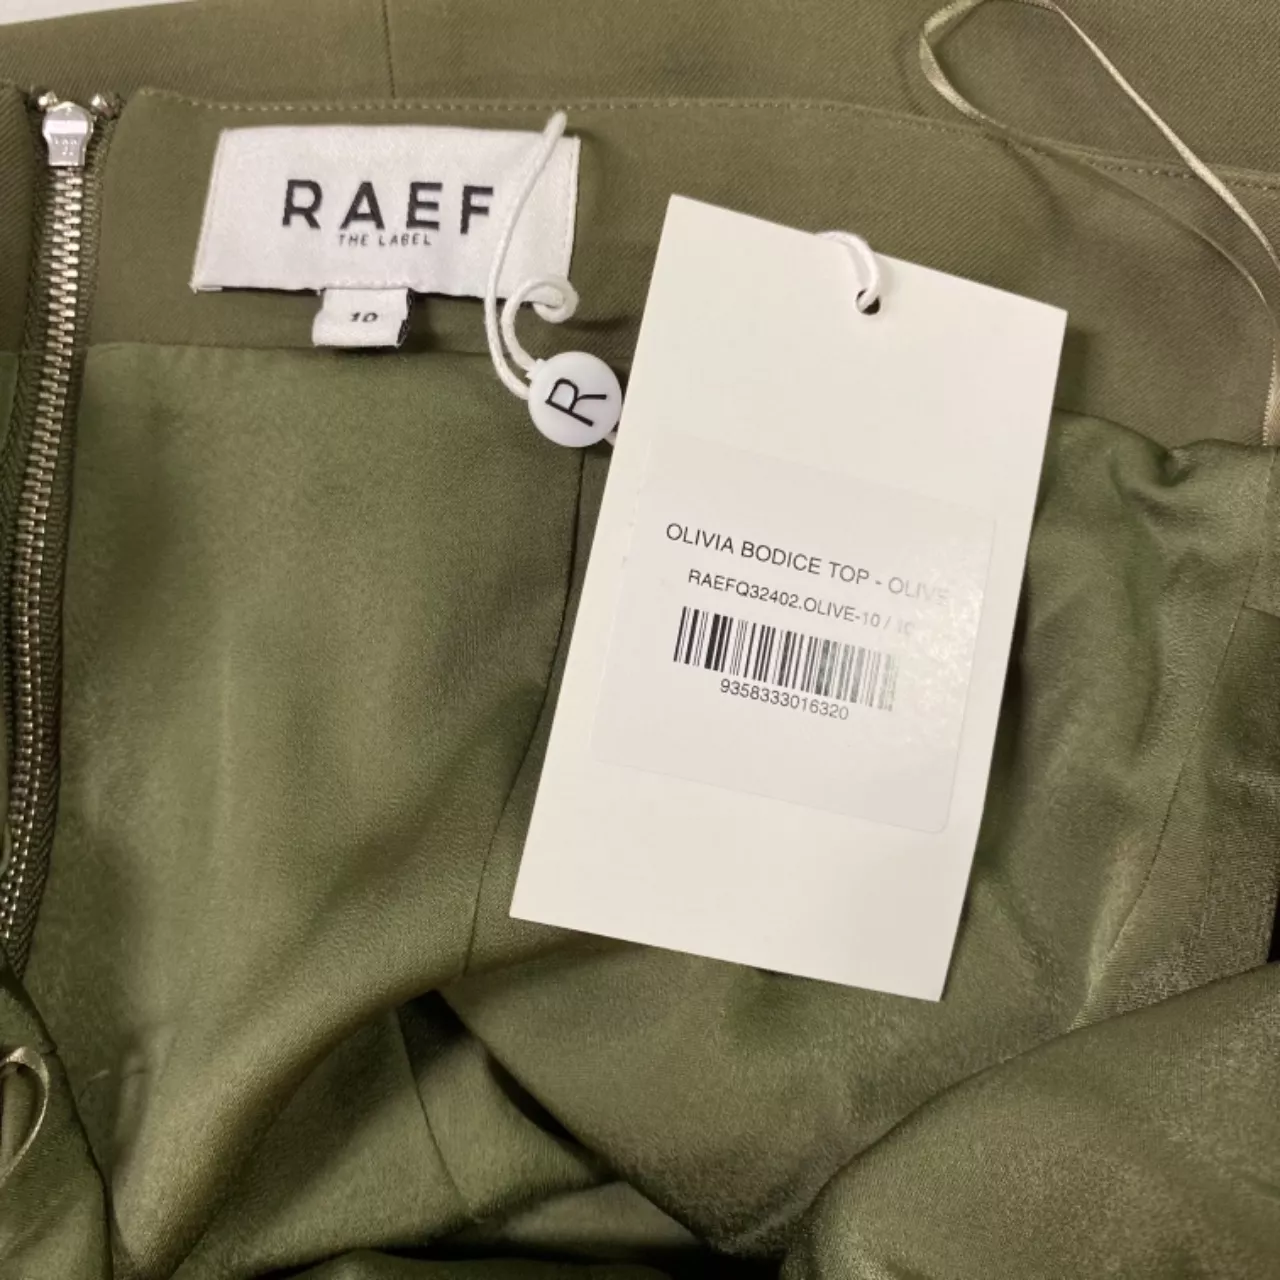 RAEF
THE LABEL
10
R
OLIVIA BODICE TOP - OLIVE
RAEFQ32402.OLIVE-10 / 10
9358333016320